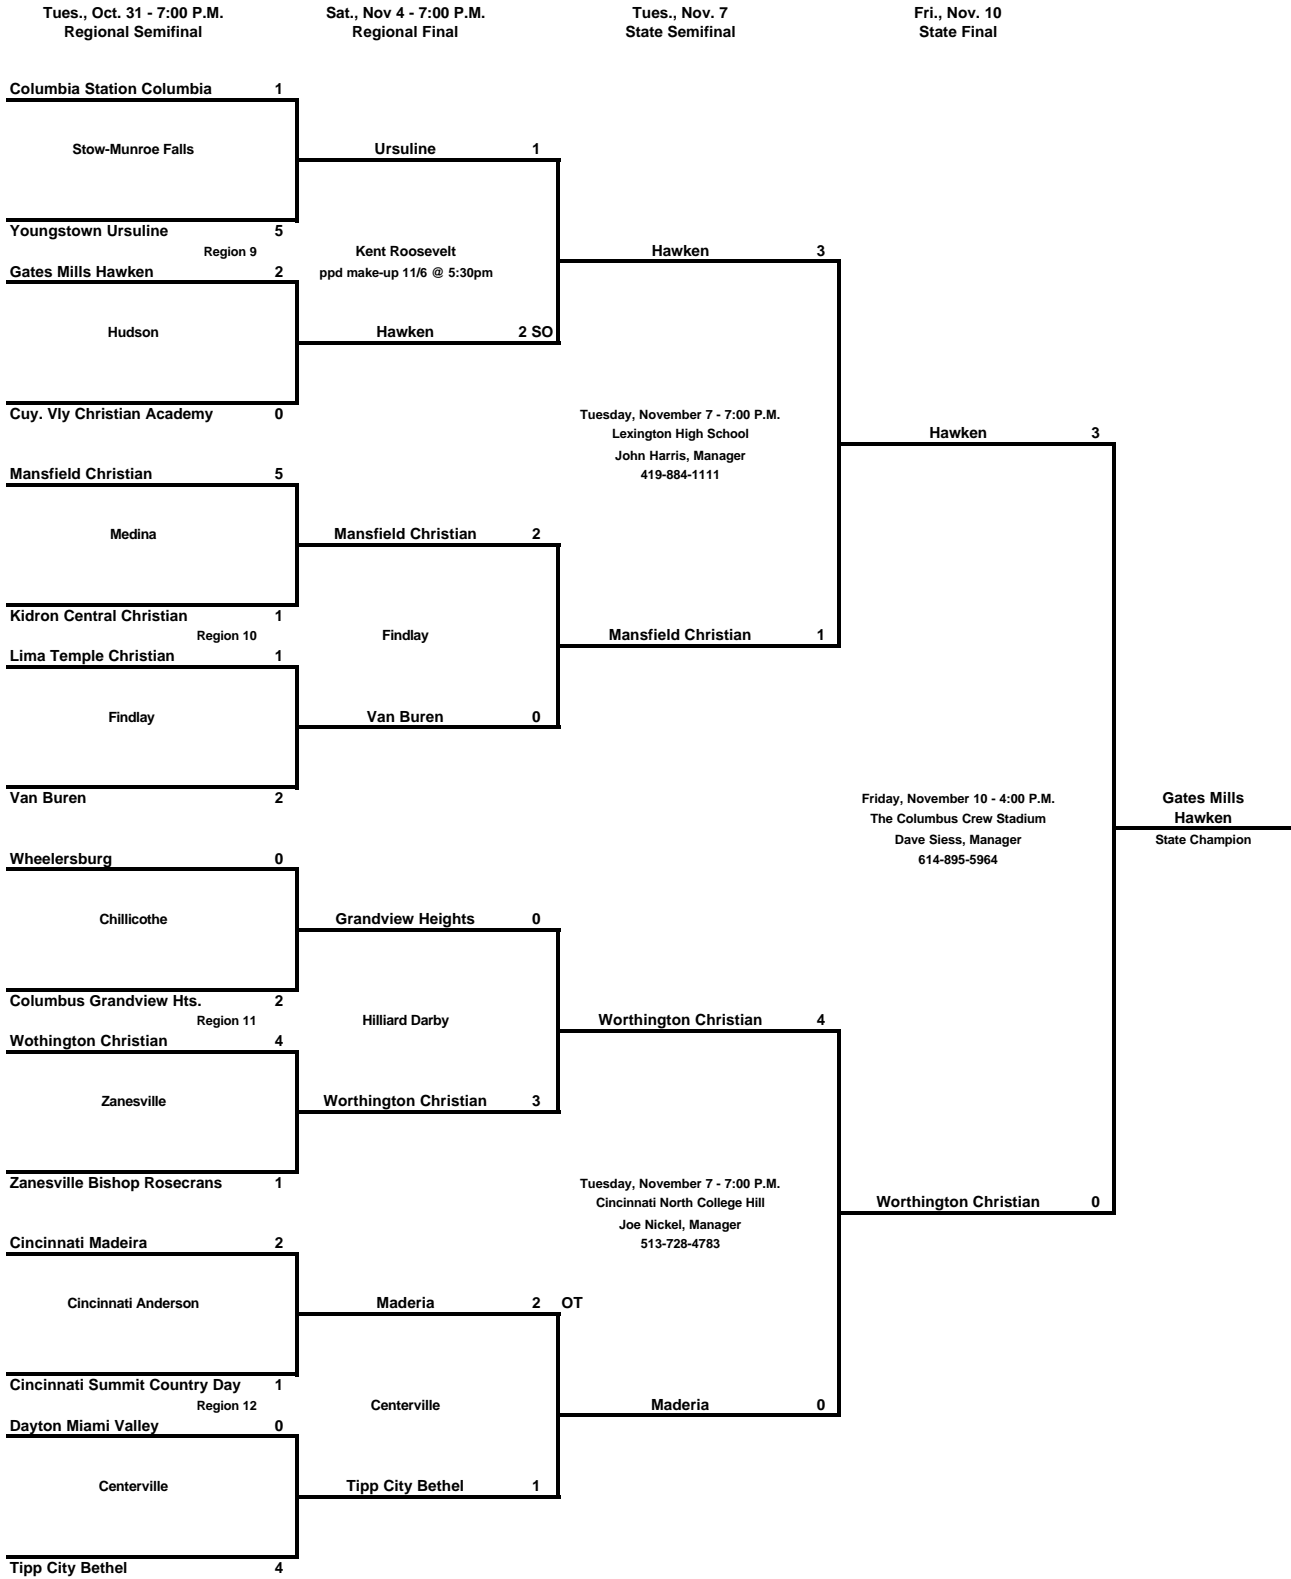 Tues., Oct. 31 - 7:00 P.M.
Regional Semifinal
Sat., Nov 4 - 7:00 P.M.
Regional Final
Tues., Nov. 7
State Semifinal
Fri., Nov. 10
State Final
Columbia Station Columbia 1
Stow-Munroe Falls
Youngstown Ursuline 5
Region 9
Gates Mills Hawken 2
Hudson
Cuy. Vly Christian Academy 0
Mansfield Christian 5
Medina
Kidron Central Christian 1
Region 10
Lima Temple Christian 1
Findlay
Van Buren 2
Wheelersburg 0
Chillicothe
Columbus Grandview Hts. 2
Region 11
Wothington Christian 4
Zanesville
Zanesville Bishop Rosecrans 1
Cincinnati Madeira 2
Cincinnati Anderson
Cincinnati Summit Country Day 1
Region 12
Dayton Miami Valley 0
Centerville
Tipp City Bethel 4
Ursuline 1
Kent Roosevelt
ppd make-up 11/6 @ 5:30pm
Hawken 2 SO
Mansfield Christian 2
Findlay
Van Buren 0
Grandview Heights 0
Hilliard Darby
Worthington Christian 3
Maderia 2 OT
Centerville
Tipp City Bethel 1
Hawken 3
Tuesday, November 7 - 7:00 P.M.
Lexington High School
John Harris, Manager
419-884-1111
Mansfield Christian 1
Worthington Christian 4
Tuesday, November 7 - 7:00 P.M.
Cincinnati North College Hill
Joe Nickel, Manager
513-728-4783
Maderia 0
Hawken 3
Friday, November 10 - 4:00 P.M.
The Columbus Crew Stadium
Dave Siess, Manager
614-895-5964
Worthington Christian 0
Gates Mills
Hawken
State Champion